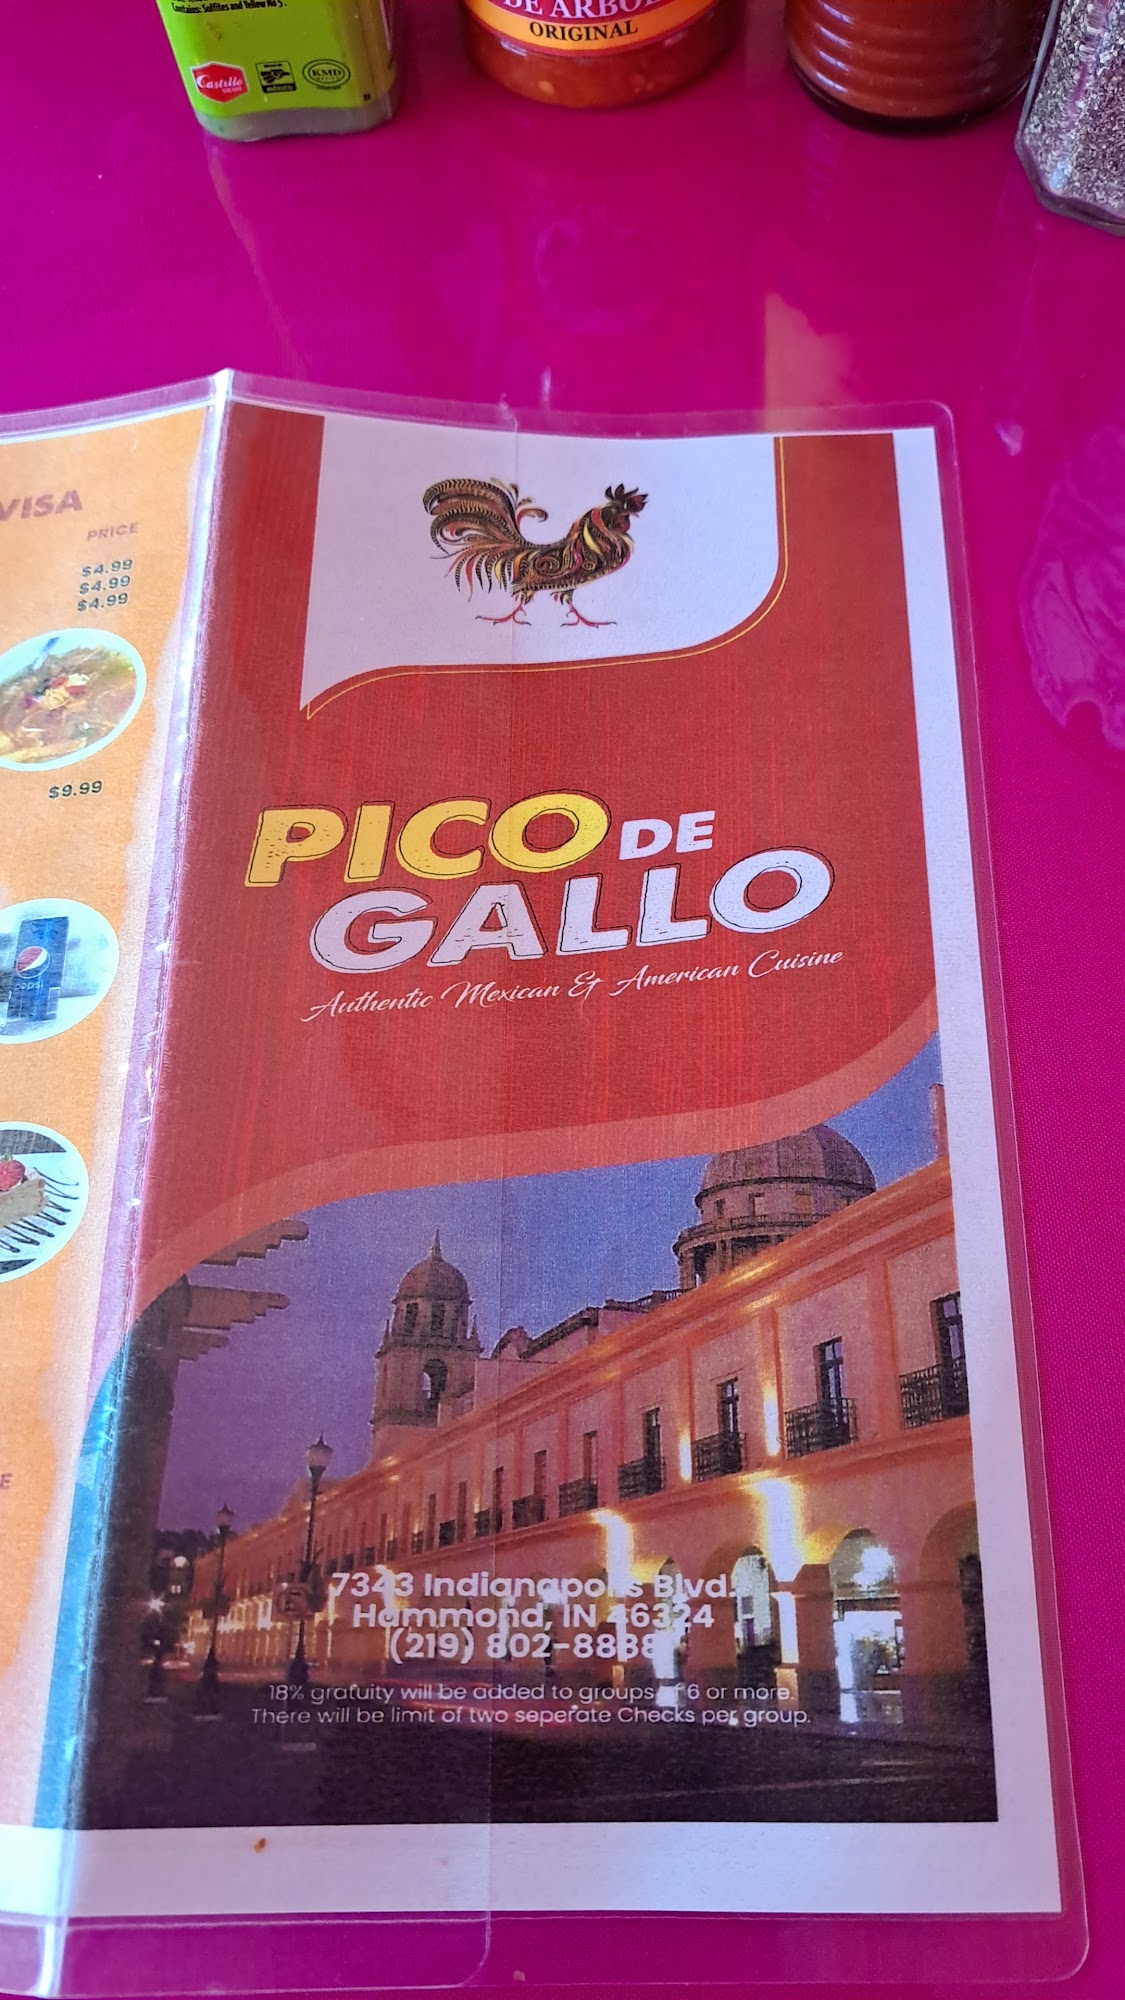 Contains: Sulfites and Yellow No 5.
Castillo
KMD
DE ARBOL
ORIGINAL
VISA
PRICE
$4.99
$4.99
$4.99
$9.99
pepsi
E
PICO DE
GALLO
Authentic Mexican & American Cuisine
7343 Indianapolis Blvd.
Hammond, IN 46324
(219) 802-8888
18% gratuity will be added to groups of 6 or more.
There will be limit of two seperate Checks per group.